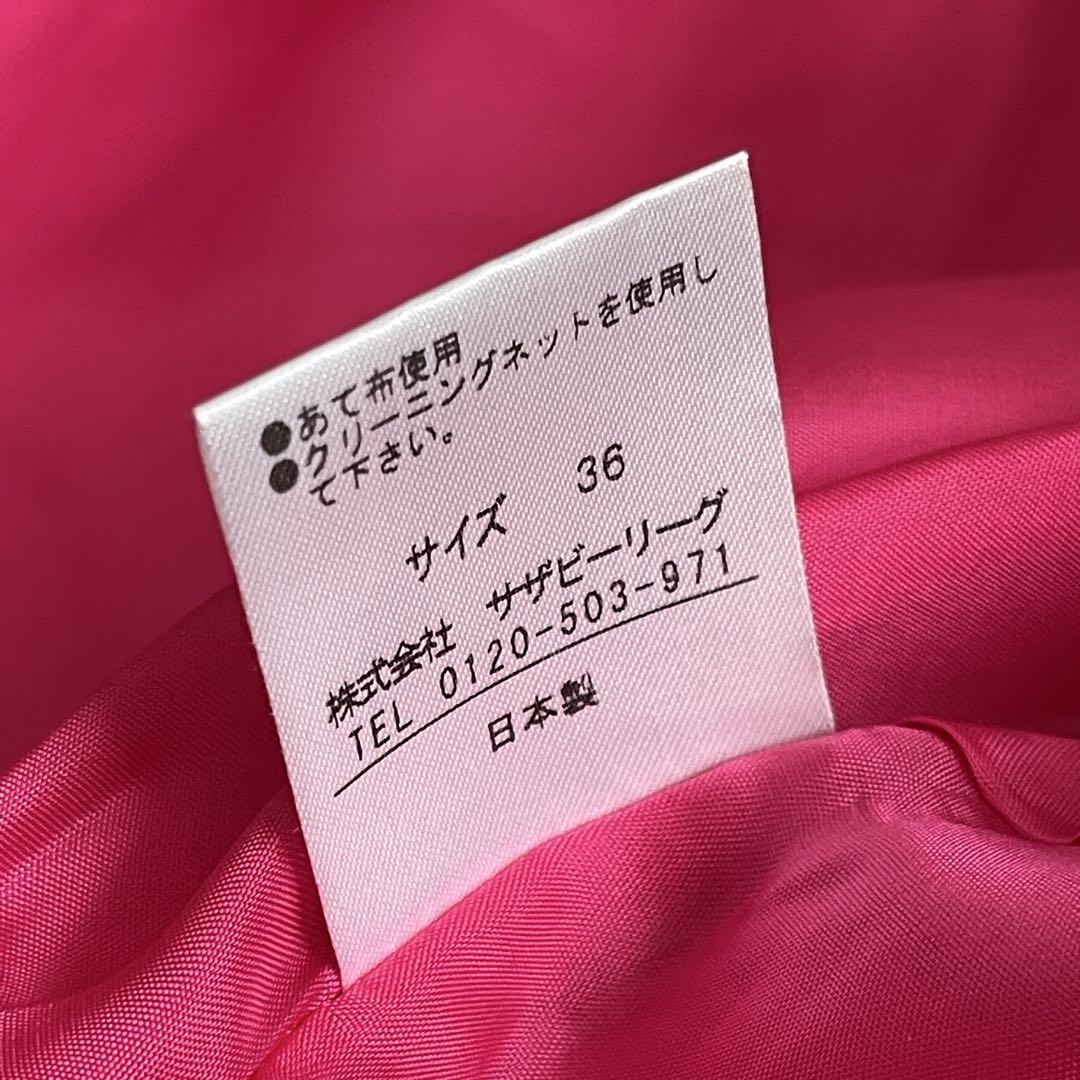 ●あて布使用
●クリーニングネットを使用し
て下さい。
サイズ 36
株式会社 サザビーリーグ
TEL 0120-503-971
日本製